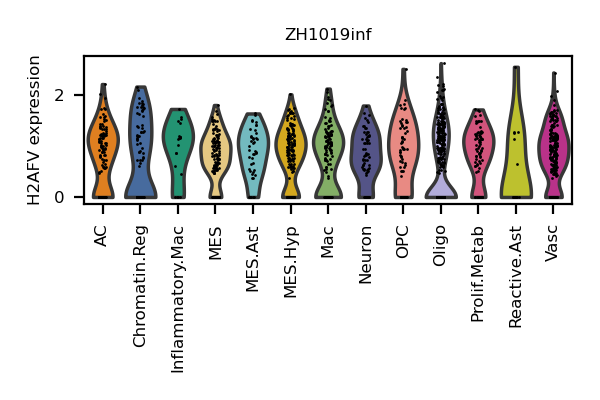 ZH1019inf
H2AFV expression
2
0
AC
Chromatin.Reg
Inflammatory.Mac
MES
MES.Ast
MES.Hyp
Mac
Neuron
OPC
Oligo
Prolif.Metab
Reactive.Ast
Vasc